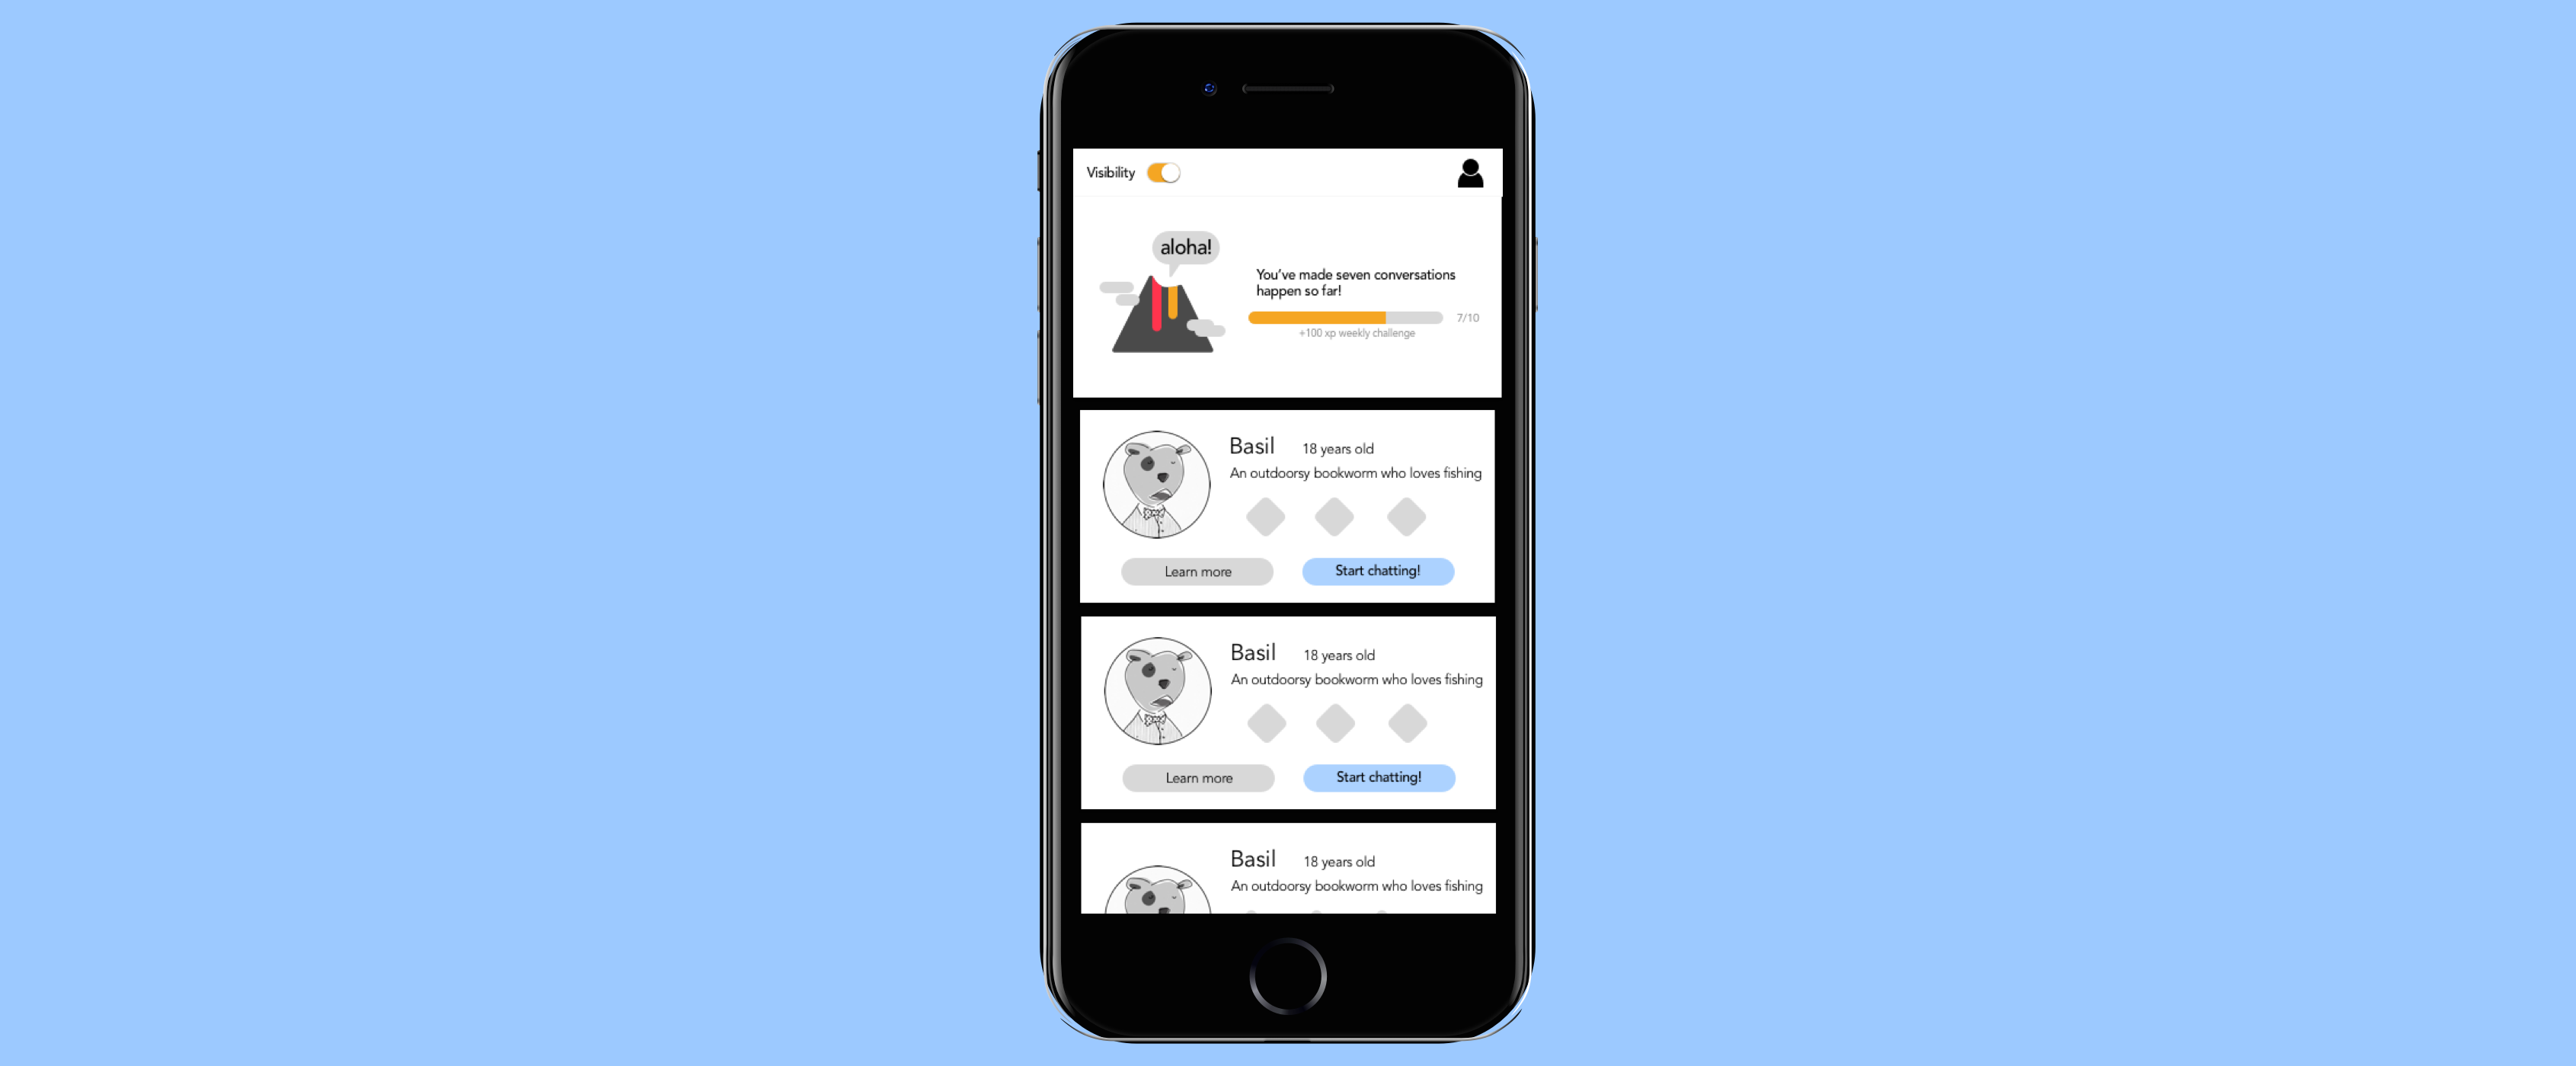 Visibility
aloha!
You've made seven conversations
happen so far!
7/10
+100 xp weekly challenge
Basil 18 years old
An outdoorsy bookworm who loves fishing
Learn more Start chatting!
Basil 18 years old
An outdoorsy bookworm who loves fishing
Learn more Start chatting!
Basil 18 years old
An outdoorsy bookworm who loves fishing